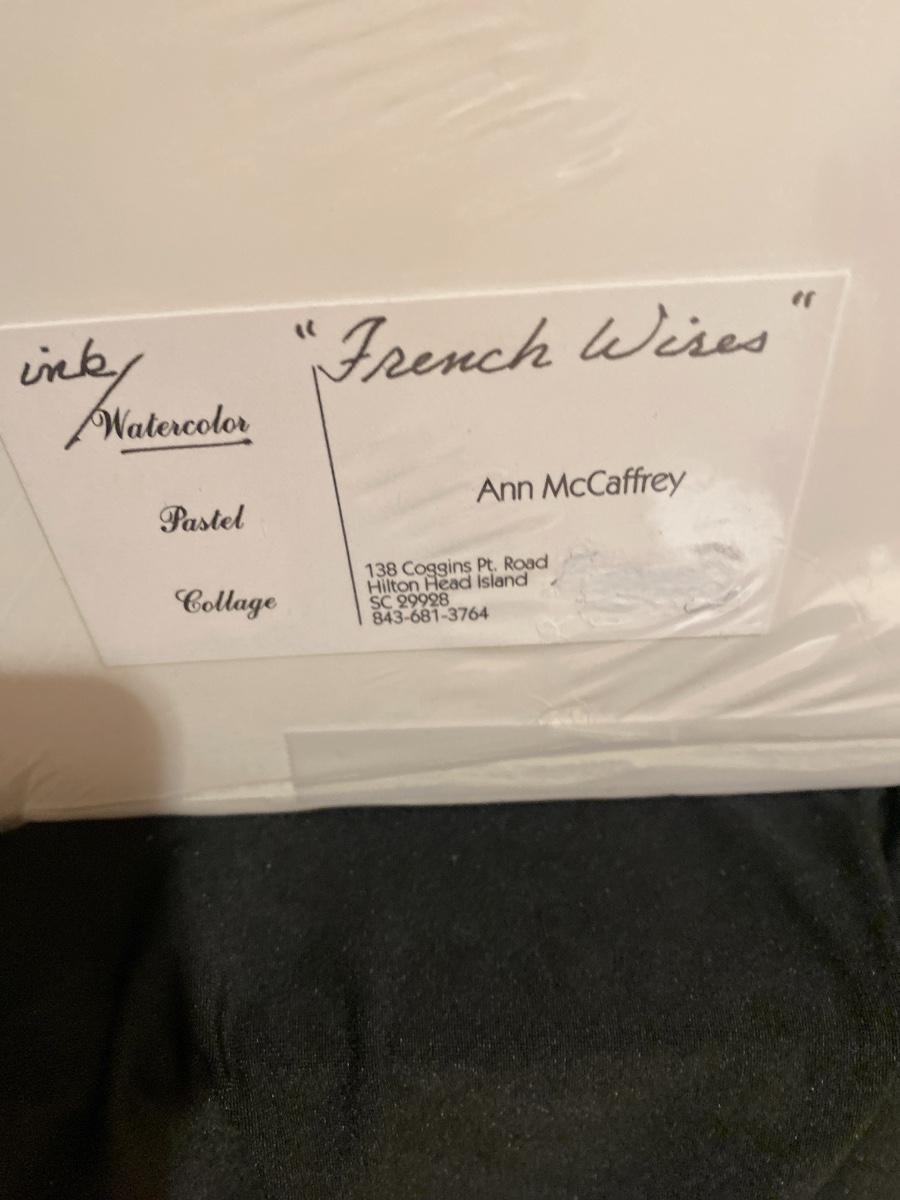 ink/
"French Wires"
Watercolor
Pastel
Collage
Ann McCaffrey
138 Coggins Pt. Road
Hilton Head Island
SC 29928
843-681-3764